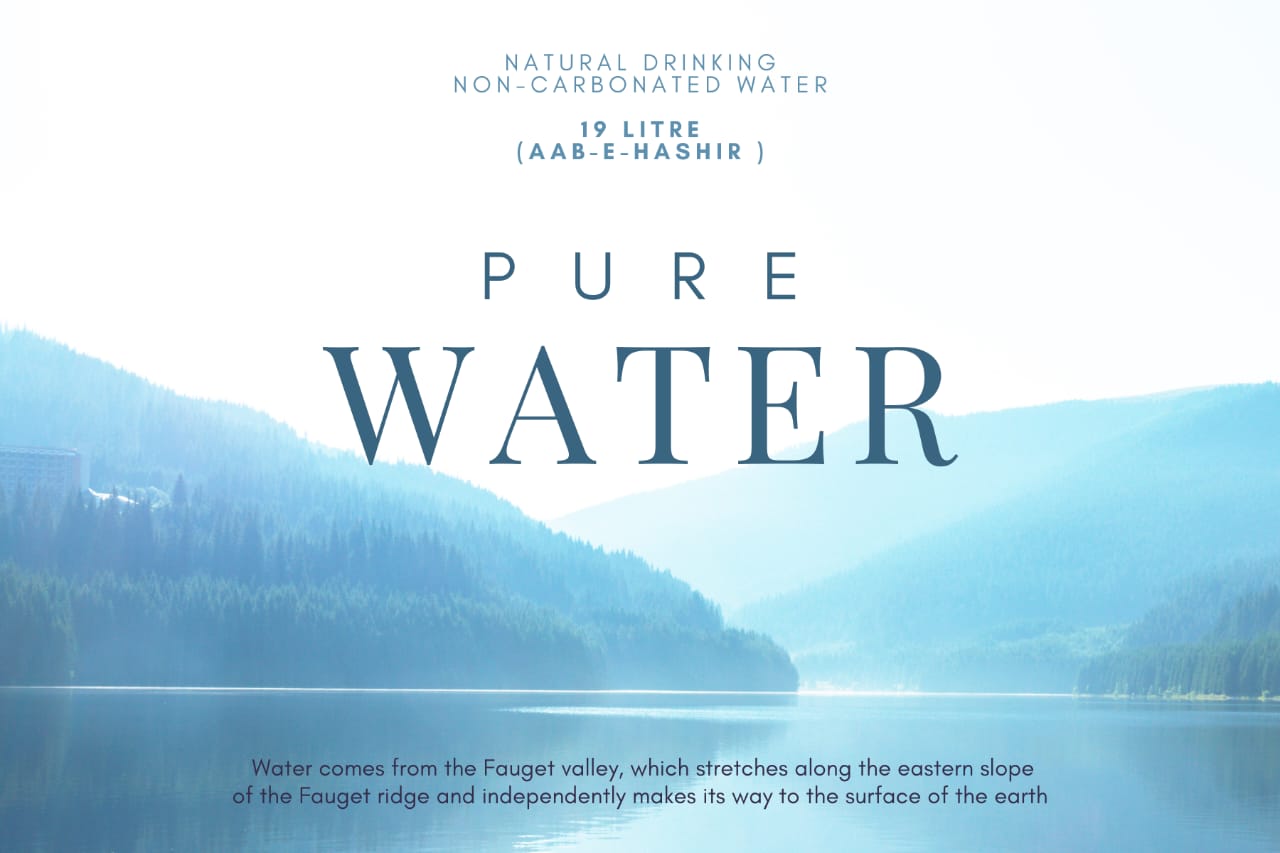 NATURAL DRINKING
NON-CARBONATED WATER
19 LITRE
(AAB-E-HASHIR )
PURE
WATER
Water comes from the Fauget valley, which stretches along the eastern slope
of the Fauget ridge and independently makes its way to the surface of the earth